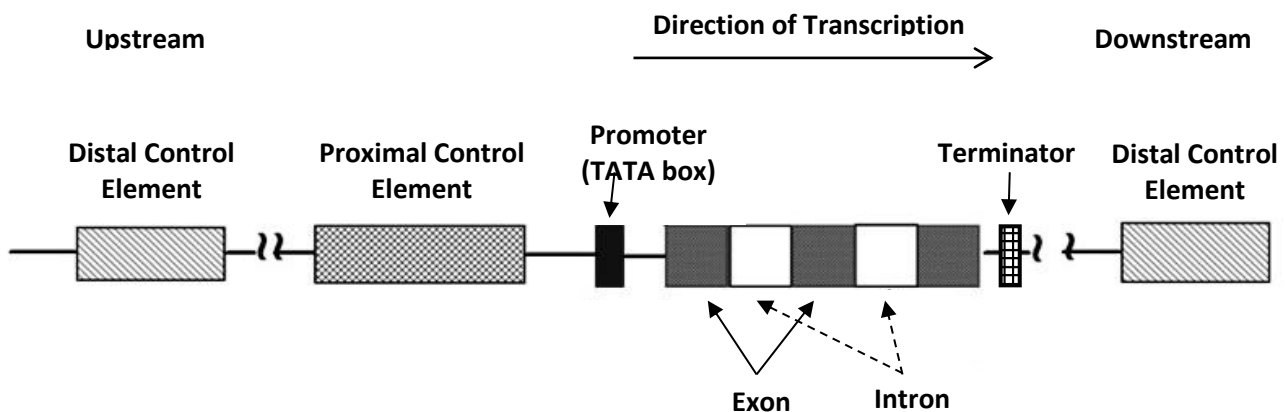 Upstream
Direction of Transcription
Downstream
Distal Control
Element
Proximal Control
Element
Promoter
(TATA box)
Terminator
Distal Control
Element
Exon
Intron